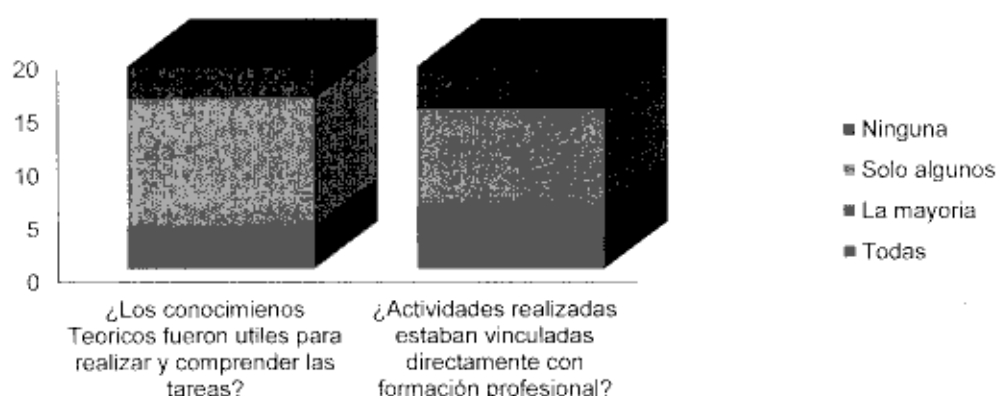 20
15
10
5
0
¿Los conocimienos
Teoricos fueron utiles para
realizar y comprender las
tareas?
¿Actividades realizadas
estaban vinculadas
directamente con
formación profesional?
Ninguna
Solo algunos
La mayoria
Todas